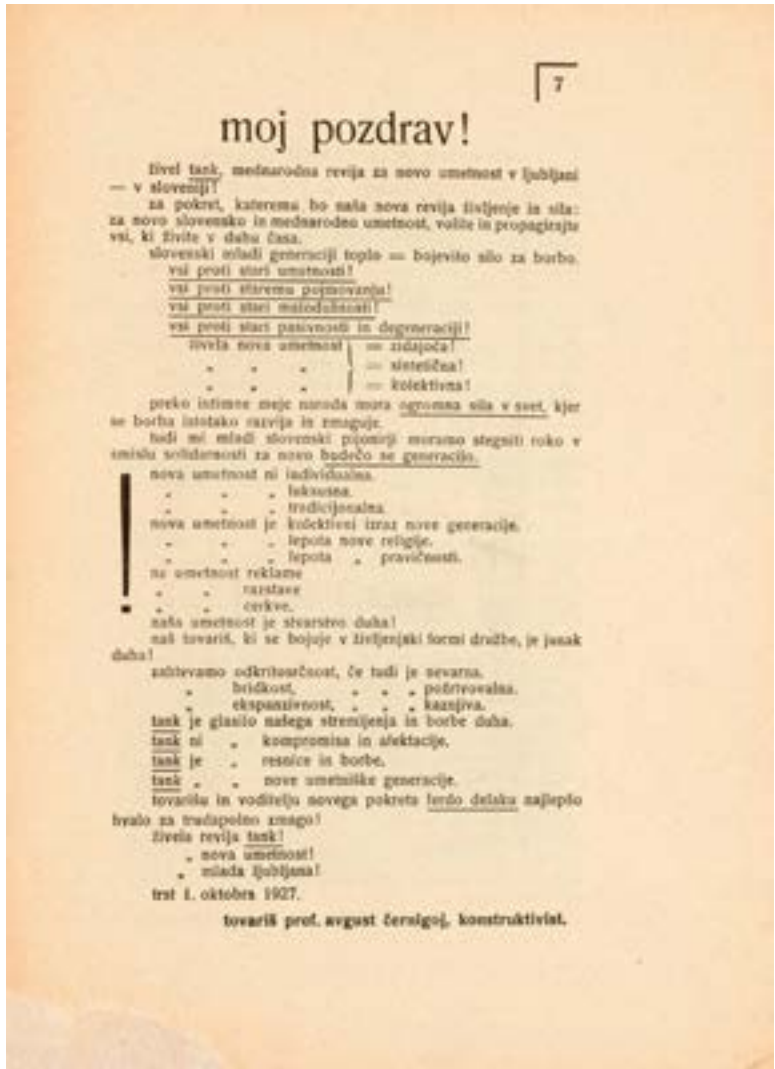 7
moj pozdrav!
živel tank, mednarodna revija za novo umetnost v ljubljani
— v sloveniji!
za pokret, kateremu bo naša nova revija življenje in sila:
za novo slovensko in mednarodno umetnost, volite in propagirajte
vsi, ki živite v duhu časa.
slovenski mladi generaciji toplo = bojevito silo za borbo.
vsi proti stari umetnosti!
vsi proti staremu pojmovanju!
vsi proti stari malodušnosti!
vsi proti stari pasivnosti in degeneraciji!
živela nova umetnost = zidajoča!
„ „ „ = sintetična!
„ „ „ = kolektivna!
preko intimne meje naroda mora ogromna sila v svet, kjer
se borba istotako razvija in zmaguje.
tudi mi mladi slovenski pijonirji moramo stegniti roko v
smislu solidarnosti za novo budečo se generacijo.
nova umetnost ni individualna.
„ „ „ luksusna.
„ „ „ tradicijonalna.
nova umetnost je kolektivni izraz nove generacije.
„ „ „ lepota nove religije.
„ „ „ lepota „ pravičnosti.
ne umetnost reklame
„ „ razstave
„ „ cerkve.
naša umetnost je stvarstvo duha!
naš tovariš, ki se bojuje v življenjski formi družbe, je junak
duha!
zahtevamo odkritosrčnost, če tudi je nevarna.
„ bridkost, „ „ „ požrtvovalna.
„ ekspanzivnost, „ „ „ kaznjiva.
tank je glasilo našega stremljenja in borbe duha.
tank ni „ kompromisa in afektacije.
tank je „ resnice in borbe.
tank „ „ nove umetniške generacije.
tovarišu in voditelju novega pokreta ferdo delaku najlepšo
hvalo za trudapolno zmago!
živela revija tank!
„ nova umetnost!
„ mlada ljubljana!
trst 1. oktobra 1927.
tovariš prof. avgust černigoj, konstruktivist.